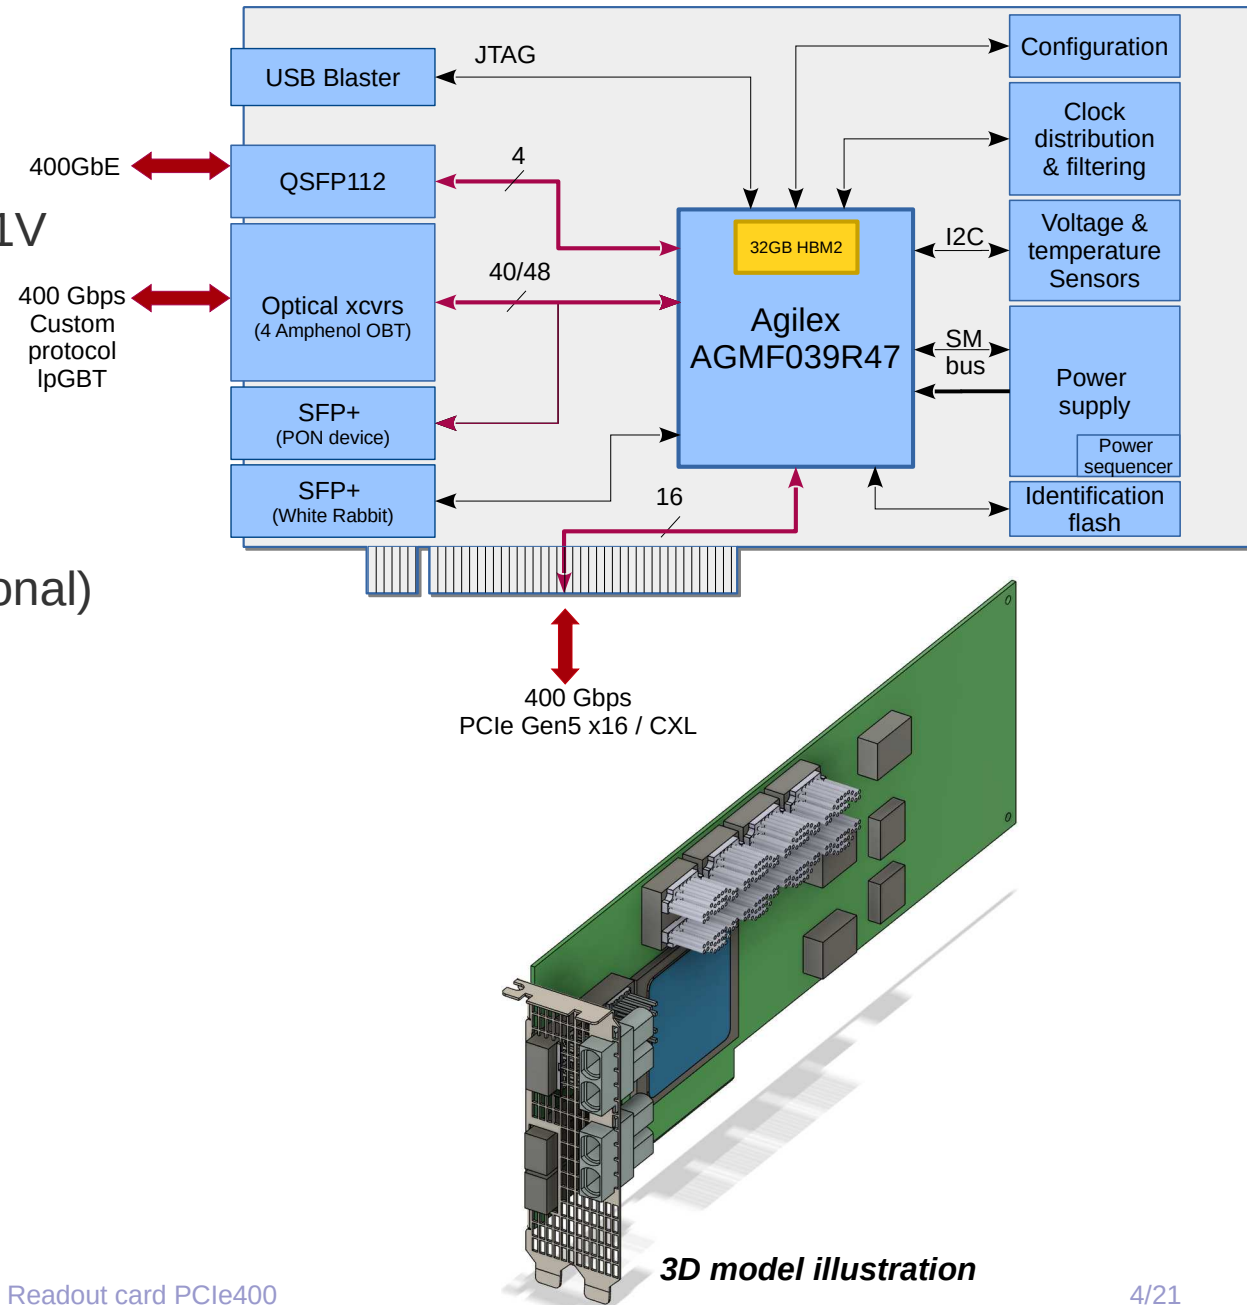 USB Blaster
JTAG
Configuration
Clock
distribution
& filtering
400GbE
QSFP112
4
1V
32GB HBM2
I2C
Voltage &
temperature
Sensors
400 Gbps
Custom
protocol
lpGBT
Optical xcvrs
(4 Amphenol OBT)
40/48
Agilex
AGMF039R47
SM
bus
Power
supply
Power
sequencer
SFP+
(PON device)
SFP+
(White Rabbit)
16
Identification
flash
onal)
400 Gbps
PCIe Gen5 x16 / CXL
3D model illustration
Readout card PCIe400
4/21